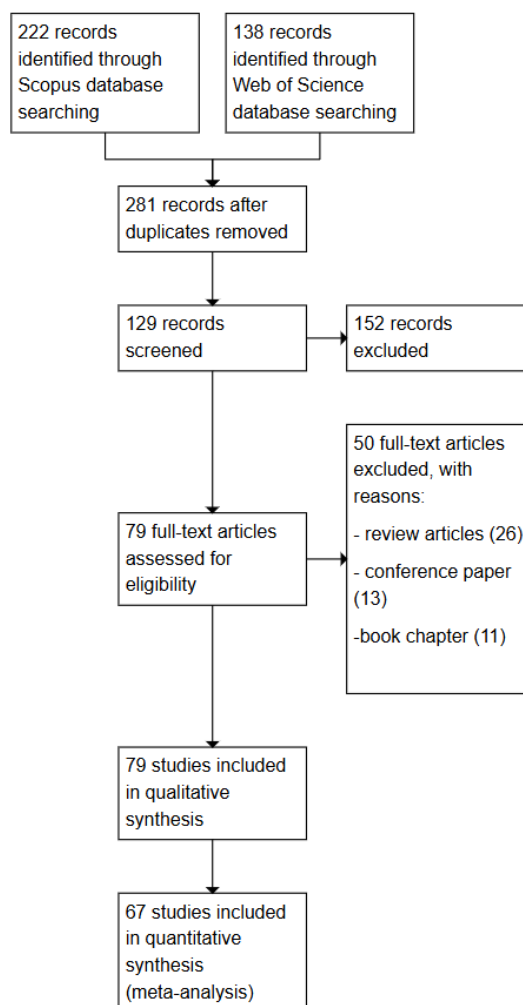 222 records
identified through
Scopus database
searching
138 records
identified through
Web of Science
database searching
281 records after
duplicates removed
129 records
screened
152 records
excluded
50 full-text articles
excluded, with
reasons:
- review articles (26)
- conference paper
(13)
-book chapter (11)
79 full-text articles
assessed for
eligibility
79 studies included
in qualitative
synthesis
67 studies included
in quantitative
synthesis
(meta-analysis)